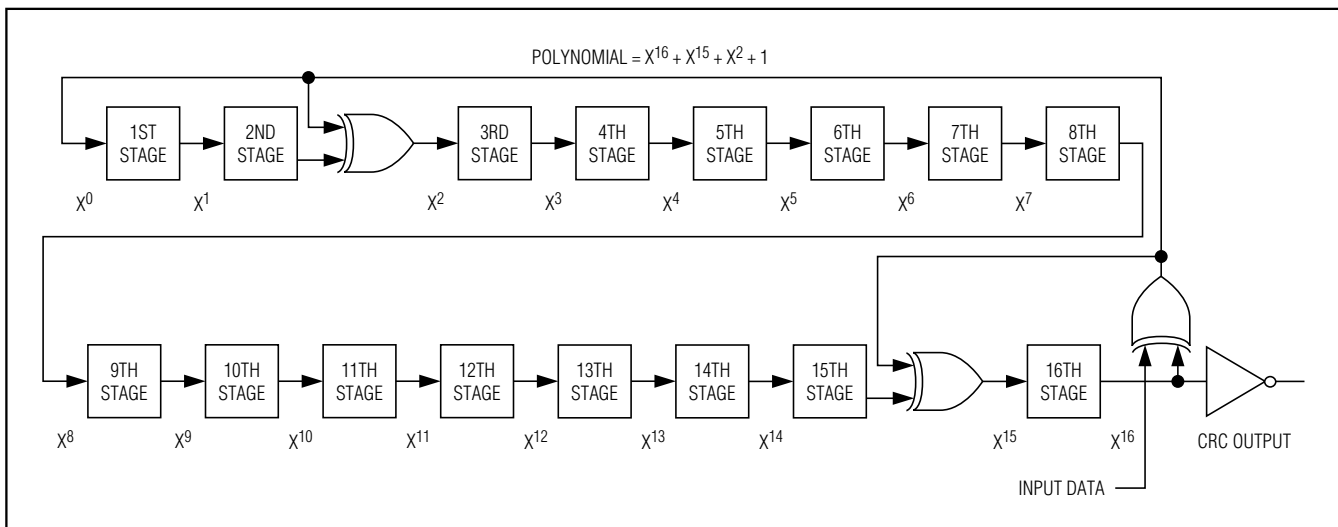 POLYNOMIAL = X16 + X15 + X2 + 1
1ST STAGE
2ND STAGE
3RD STAGE
4TH STAGE
5TH STAGE
6TH STAGE
7TH STAGE
8TH STAGE
X0
X1
X2
X3
X4
X5
X6
X7
9TH STAGE
10TH STAGE
11TH STAGE
12TH STAGE
13TH STAGE
14TH STAGE
15TH STAGE
16TH STAGE
X8
X9
X10
X11
X12
X13
X14
X15
X16
CRC OUTPUT
INPUT DATA